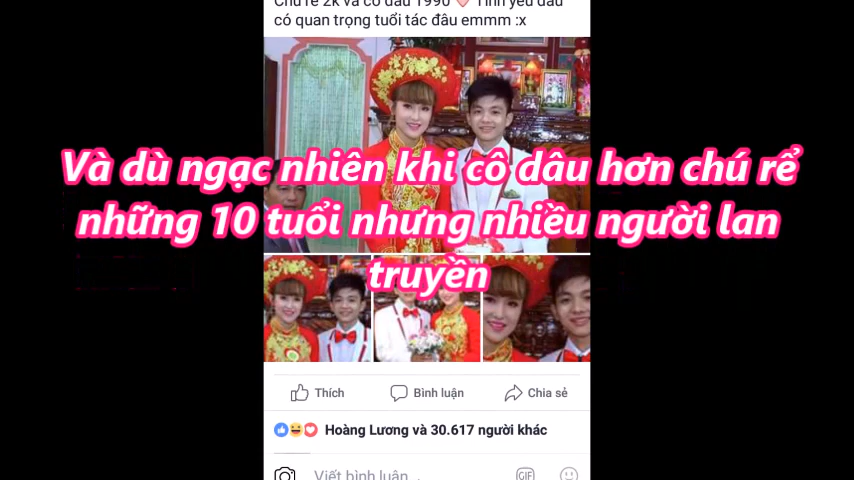 Chú rể 2k và cô dâu 1990 Tình yêu đâu
có quan trọng tuổi tác đâu emmm :x
Và dù ngạc nhiên khi cô dâu hơn chú rể
những 10 tuổi nhưng nhiều người lan
truyền
Thích Bình luận Chia sẻ
Hoàng Lương và 30.617 người khác
Viết bình luận... GIF